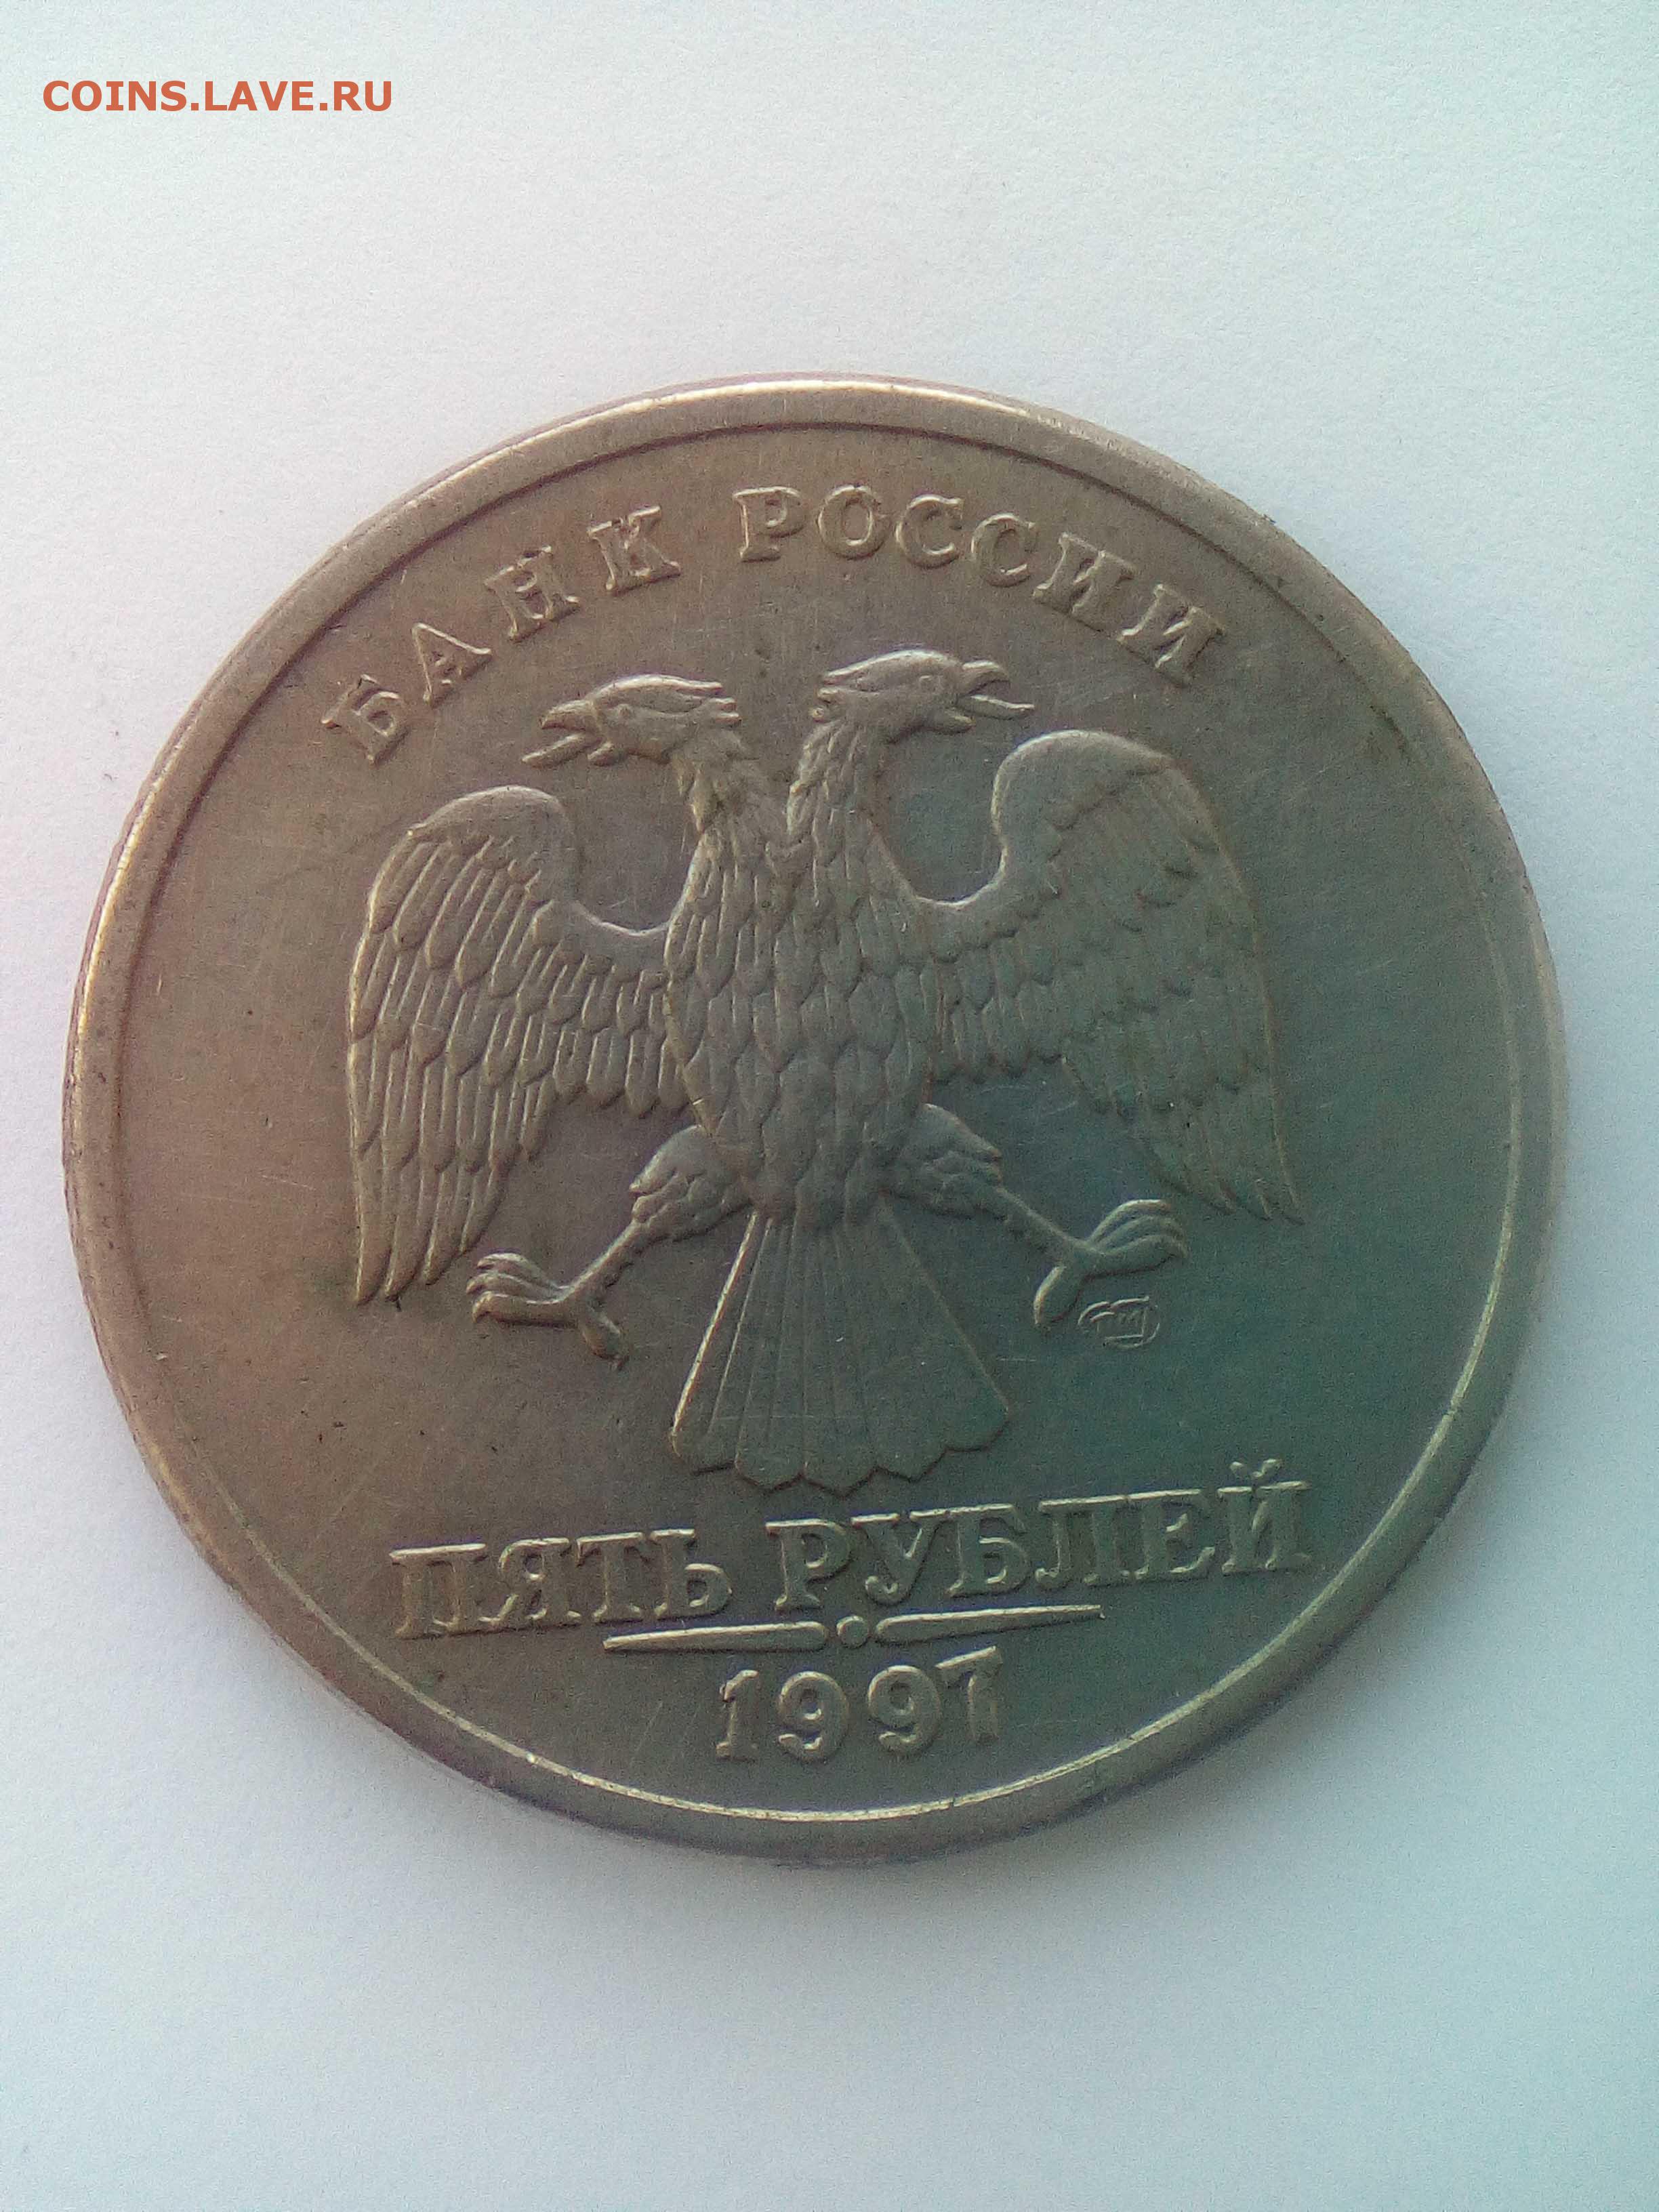 COINS.LAVE.RU
БАНК РОССИИ
ПЯТЬ РУБЛЕЙ
1997